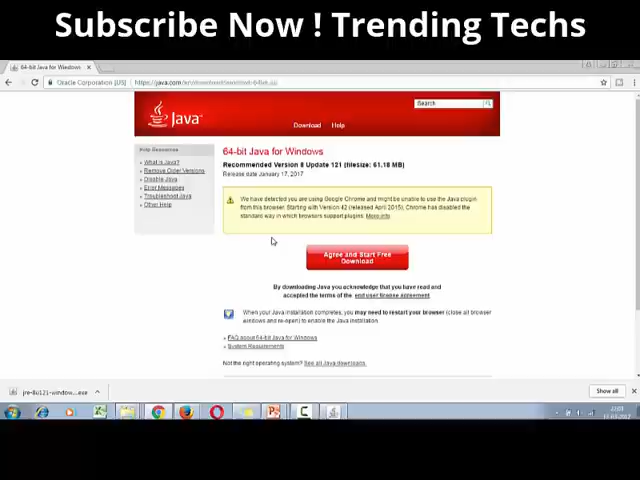 Subscribe Now ! Trending Techs
64-bit Java for Windows
Oracle Corporation [US]
Java
Search
Download Help
Help Resources
What is Java?
Remove Older Versions
Disable Java
Error Messages
Troubleshoot Java
Other Help
64-bit Java for Windows
Recommended Version 8 Update 121 (filesize: 61.18 MB)
Release date January 17, 2017
We have detected you are using Google Chrome and might be unable to use the Java plugin
from this browser. Starting with Version 42 (released April 2015), Chrome has disabled the
standard way in which browsers support plugins. More info
Agree and Start Free
Download
By downloading Java you acknowledge that you have read and
accepted the terms of the end user license agreement
When your Java installation completes, you may need to restart your browser (close all browser
windows and re-open) to enable the Java installation.
FAQ about 64-bit Java for Windows
System Requirements
Not the right operating system? See all Java downloads.
jre-8u121-window....exe
Show all